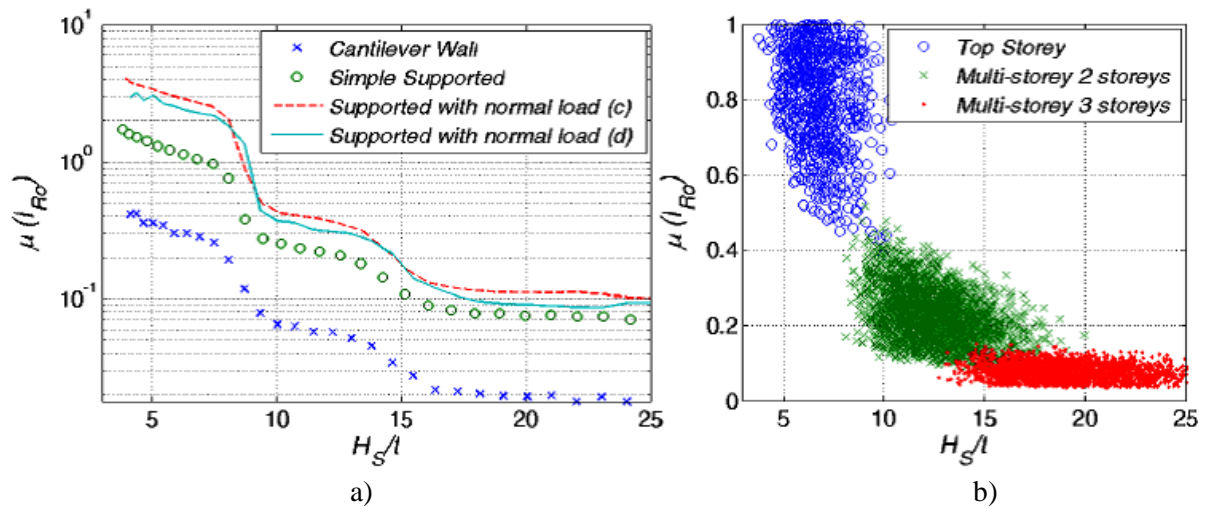 10^1
10^0
10^-1
μ (I_Ro)
Cantilever Wall
Simple Supported
Supported with normal load (c)
Supported with normal load (d)
5 10 15 20 25
H_S/l
a)
1
0.8
0.6
0.4
0.2
0
μ (I_Ro)
Top Storey
Multi-storey 2 storeys
Multi-storey 3 storeys
5 10 15 20 25
H_S/l
b)